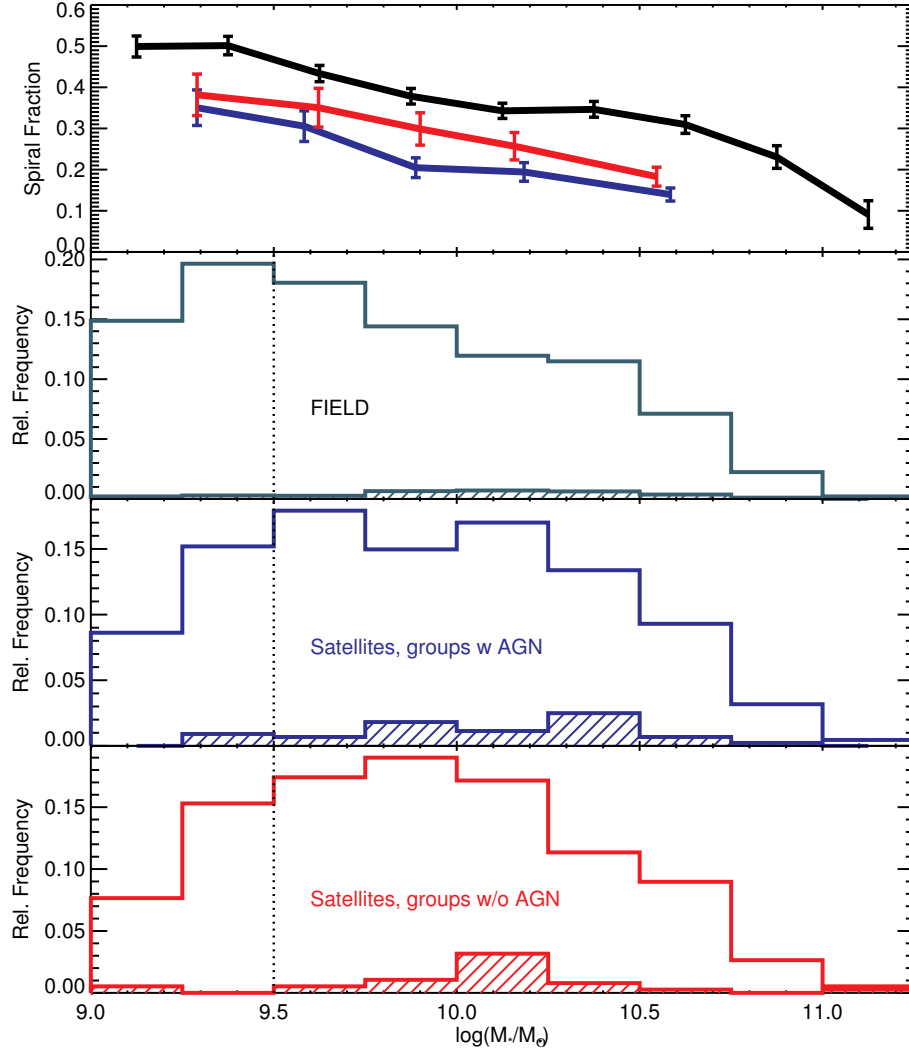 0.6
0.5
0.4
0.3
0.2
0.1
0.0
Spiral Fraction
0.20
0.15
0.10
0.05
0.00
Rel. Frequency
FIELD
0.15
0.10
0.05
0.00
Rel. Frequency
Satellites, groups w AGN
0.15
0.10
0.05
0.00
Rel. Frequency
Satellites, groups w/o AGN
9.0 9.5 10.0 10.5 11.0
log(M*/M⊙)